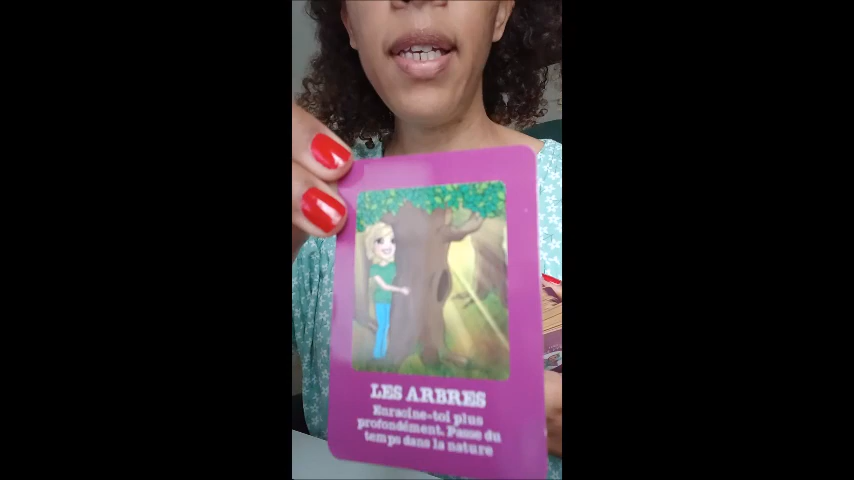 LES ARBRES
Enracine-toi plus
profondément. Passe du
temps dans la nature